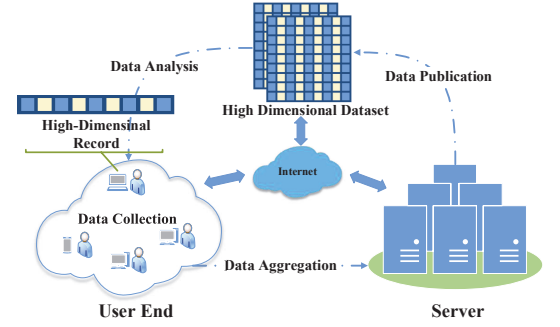 Data Analysis
Data Publication
High Dimensional Dataset
High-Dimensinal
Record
Internet
Data Collection
Data Aggregation
User End
Server